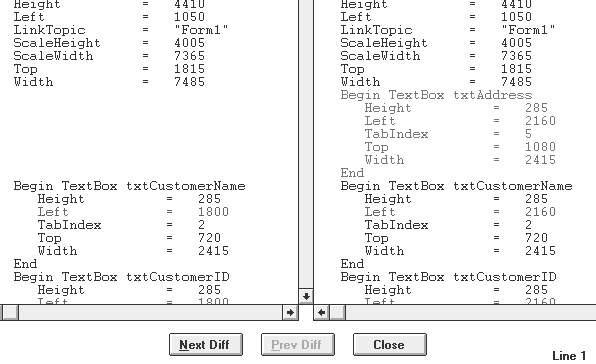 Height = 4410
Left = 1050
LinkTopic = "Form1"
ScaleHeight = 4005
ScaleWidth = 7365
Top = 1815
Width = 7485
Begin TextBox txtCustomerName
Height = 285
Left = 1800
TabIndex = 2
Top = 720
Width = 2415
End
Begin TextBox txtCustomerID
Height = 285
Left = 1800
Height = 4410
Left = 1050
LinkTopic = "Form1"
ScaleHeight = 4005
ScaleWidth = 7365
Top = 1815
Width = 7485
Begin TextBox txtAddress
Height = 285
Left = 2160
TabIndex = 5
Top = 1080
Width = 2415
End
Begin TextBox txtCustomerName
Height = 285
Left = 2160
TabIndex = 2
Top = 720
Width = 2415
End
Begin TextBox txtCustomerID
Height = 285
Left = 2160
Next Diff
Prev Diff
Close
Line 1